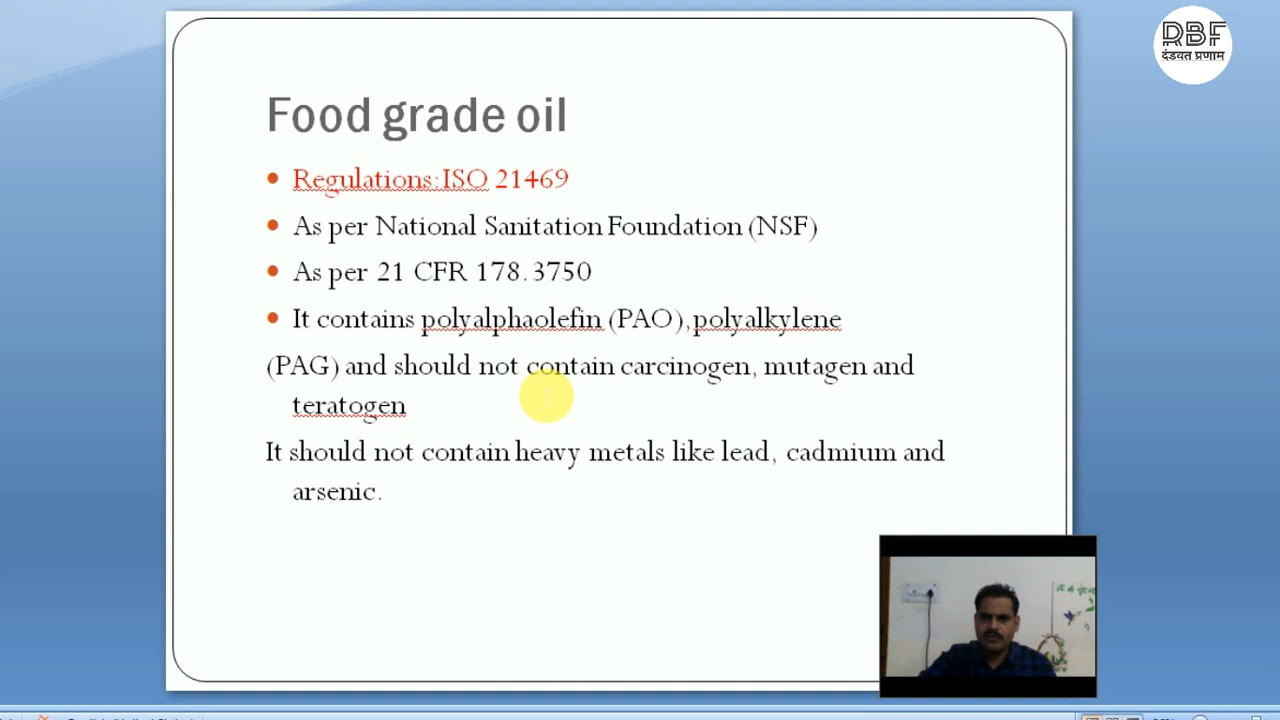 RBF
दंडवत प्रणाम
Food grade oil
Regulations:ISO 21469
As per National Sanitation Foundation (NSF)
As per 21 CFR 178.3750
It contains polyalphaolefin (PAO),polyalkylene
(PAG) and should not contain carcinogen, mutagen and
teratogen
It should not contain heavy metals like lead, cadmium and
arsenic.